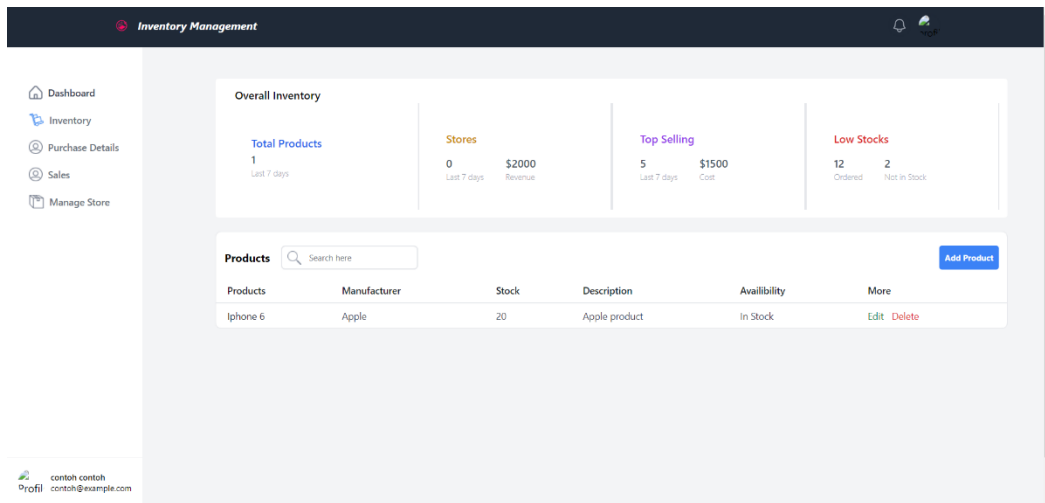 Inventory Management
Profil
Dashboard
Inventory
Purchase Details
Sales
Manage Store
Overall Inventory
Total Products
1
Last 7 days
Stores
0 $2000
Last 7 days Revenue
Top Selling
5 $1500
Last 7 days Cost
Low Stocks
12 2
Ordered Not in Stock
Products Search here Add Product
Products Manufacturer Stock Description Availibility More
Iphone 6 Apple 20 Apple product In Stock Edit Delete
Profil
contoh contoh
contoh@example.com